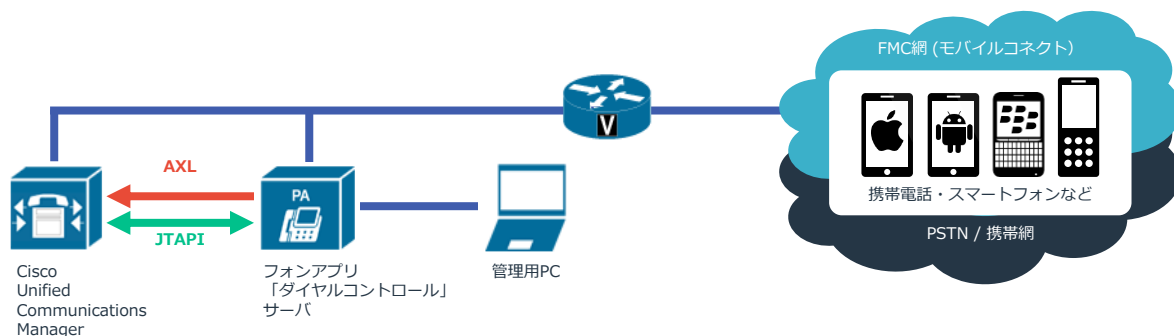 FMC網 (モバイルコネクト）
V
AXL
PA
携帯電話・スマートフォンなど
JTAPI
PSTN / 携帯網
Cisco
Unified
Communications
Manager
フォンアプリ
「ダイヤルコントロール」
サーバ
管理用PC